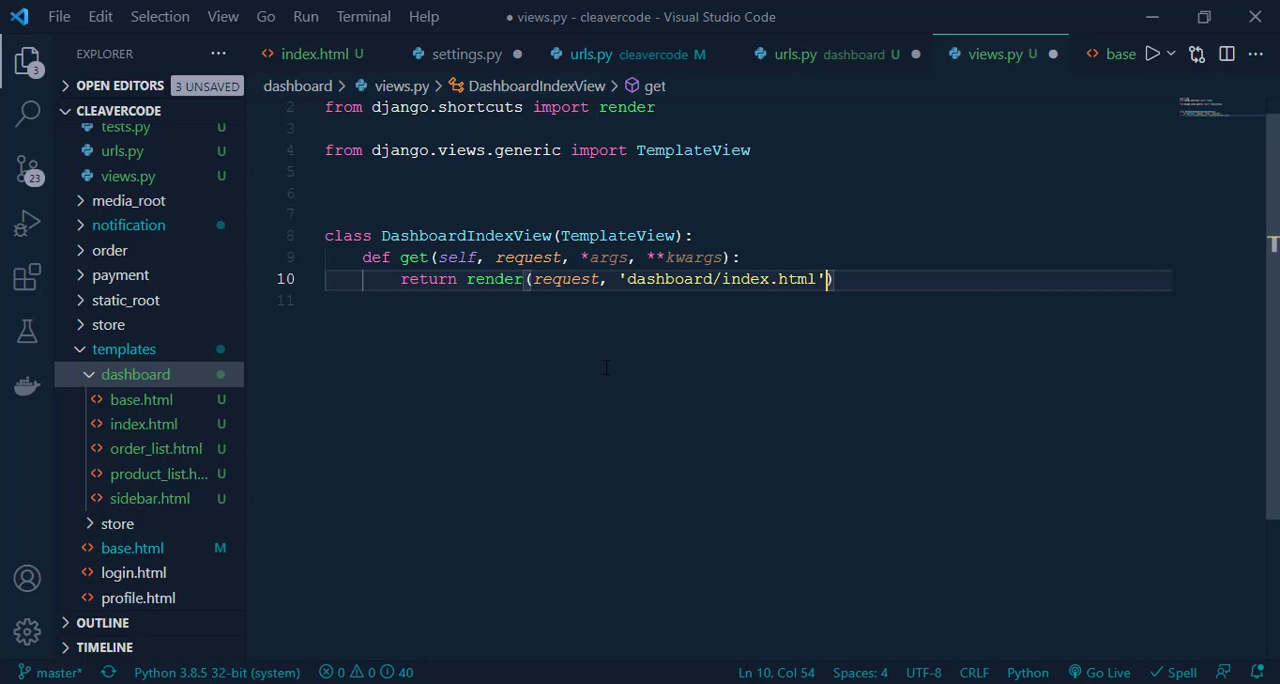 File Edit Selection View Go Run Terminal Help ● views.py - cleavercode - Visual Studio Code
EXPLORER ···
index.html U settings.py ● urls.py cleavercode M urls.py dashboard U ● views.py U ● base ···
3
OPEN EDITORS 3 UNSAVED
dashboard > views.py > DashboardIndexView > get
CLEAVERCODE
tests.py U
urls.py U
23
views.py U
media_root
notification
order
payment
static_root
store
templates
dashboard
base.html U
index.html U
order_list.html U
product_list.h... U
sidebar.html U
store
base.html M
login.html
profile.html
OUTLINE
TIMELINE
2 from django.shortcuts import render
3
4 from django.views.generic import TemplateView
5
6
7
8 class DashboardIndexView(TemplateView):
9 def get(self, request, *args, **kwargs):
10 return render(request, 'dashboard/index.html')
11
master* Python 3.8.5 32-bit (system) 0 0 40 Ln 10, Col 54 Spaces: 4 UTF-8 CRLF Python Go Live Spell